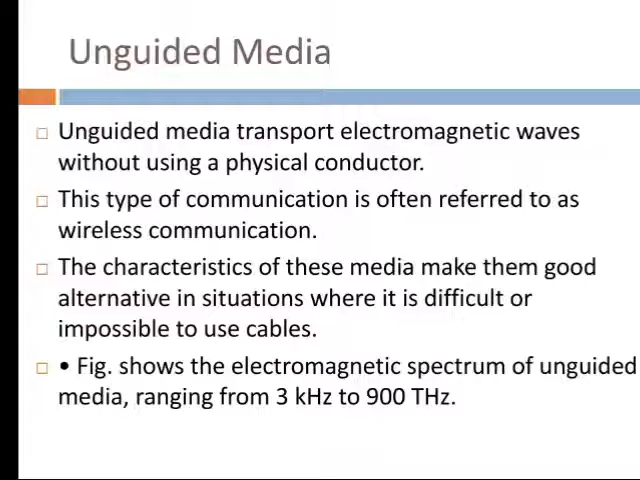 Unguided Media
Unguided media transport electromagnetic waves
without using a physical conductor.
This type of communication is often referred to as
wireless communication.
The characteristics of these media make them good
alternative in situations where it is difficult or
impossible to use cables.
• Fig. shows the electromagnetic spectrum of unguided
media, ranging from 3 kHz to 900 THz.